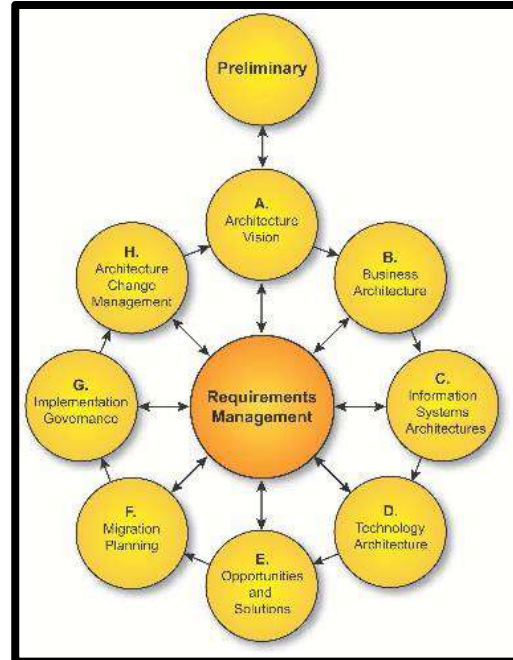 Preliminary
A.
Architecture
Vision
B.
Business
Architecture
C.
Information
Systems
Architectures
D.
Technology
Architecture
E.
Opportunities
and
Solutions
F.
Migration
Planning
G.
Implementation
Governance
H.
Architecture
Change
Management
Requirements
Management